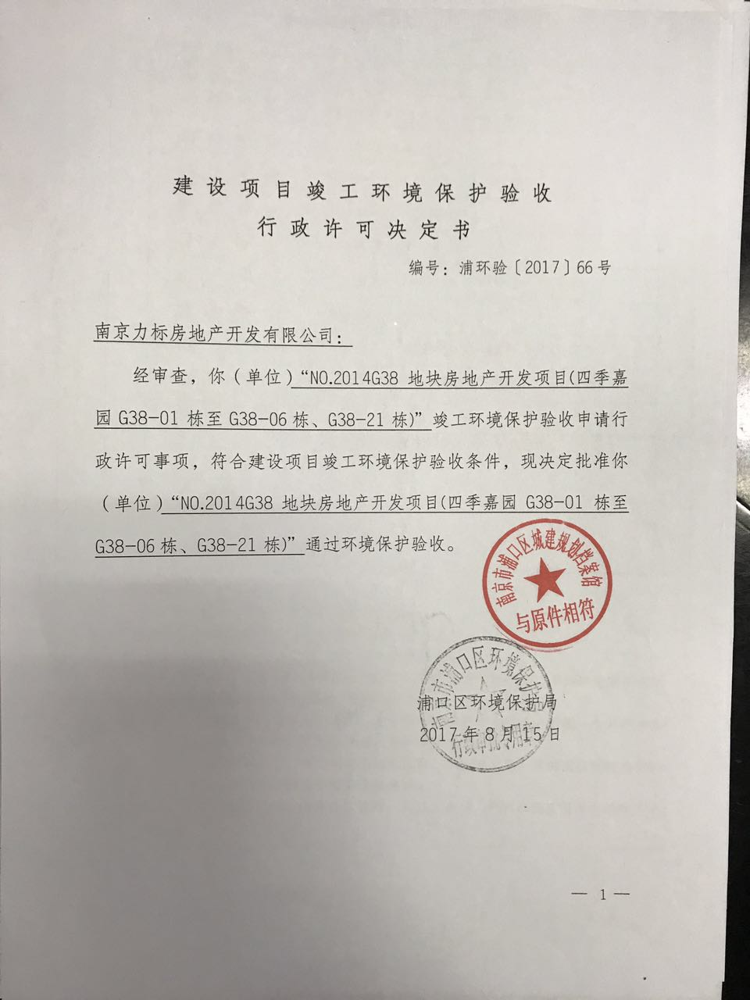 建设项目竣工环境保护验收
行政许可决定书
编号：浦环验〔2017〕66号
南京力标房地产开发有限公司：
经审查，你（单位）“NO.2014G38 地块房地产开发项目(四季嘉
园 G38-01 栋至 G38-06 栋、G38-21 栋)”竣工环境保护验收申请行
政许可事项，符合建设项目竣工环境保护验收条件，现决定批准你
（单位）“NO.2014G38 地块房地产开发项目(四季嘉园 G38-01 栋至
G38-06 栋、G38-21 栋)”通过环境保护验收。
南京市浦口区城建规划档案馆
与原件相符
南京市浦口区环境保护局
浦口区环境保护局
2017 年 8 月 15 日
行政审批专用章
— 1 —